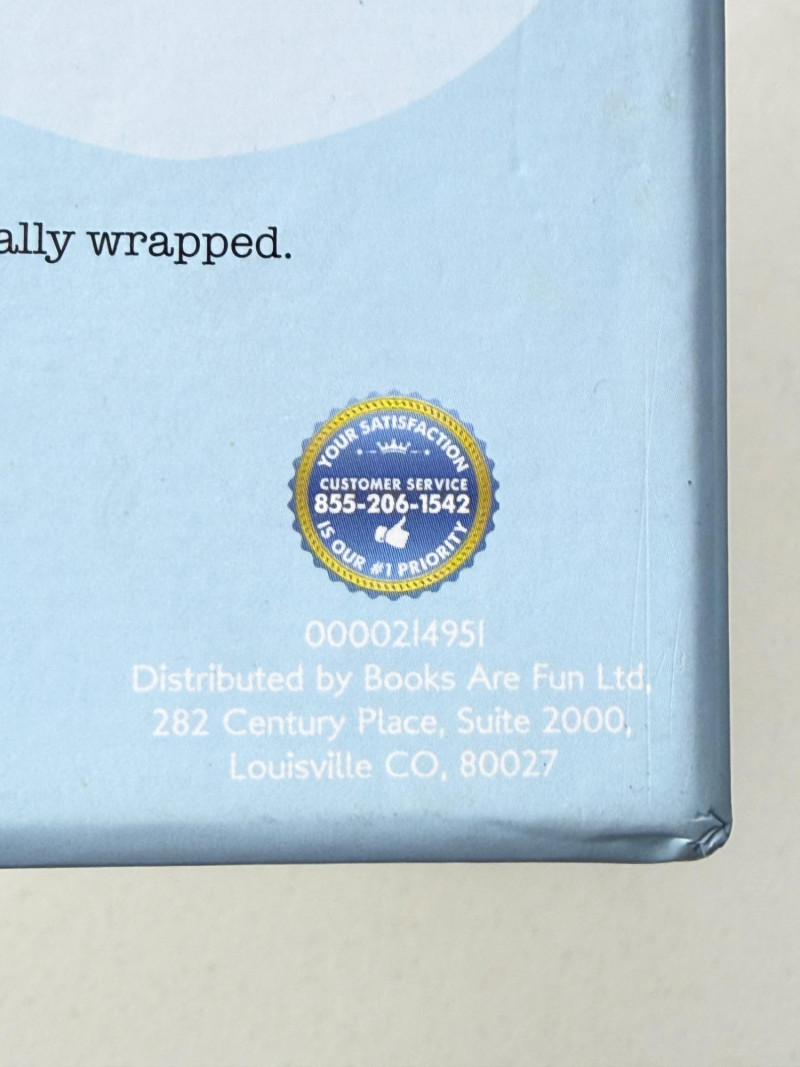 ally wrapped.
YOUR SATISFACTION
CUSTOMER SERVICE
855-206-1542
IS OUR #1 PRIORITY
0000214951
Distributed by Books Are Fun Ltd,
282 Century Place, Suite 2000,
Louisville CO, 80027